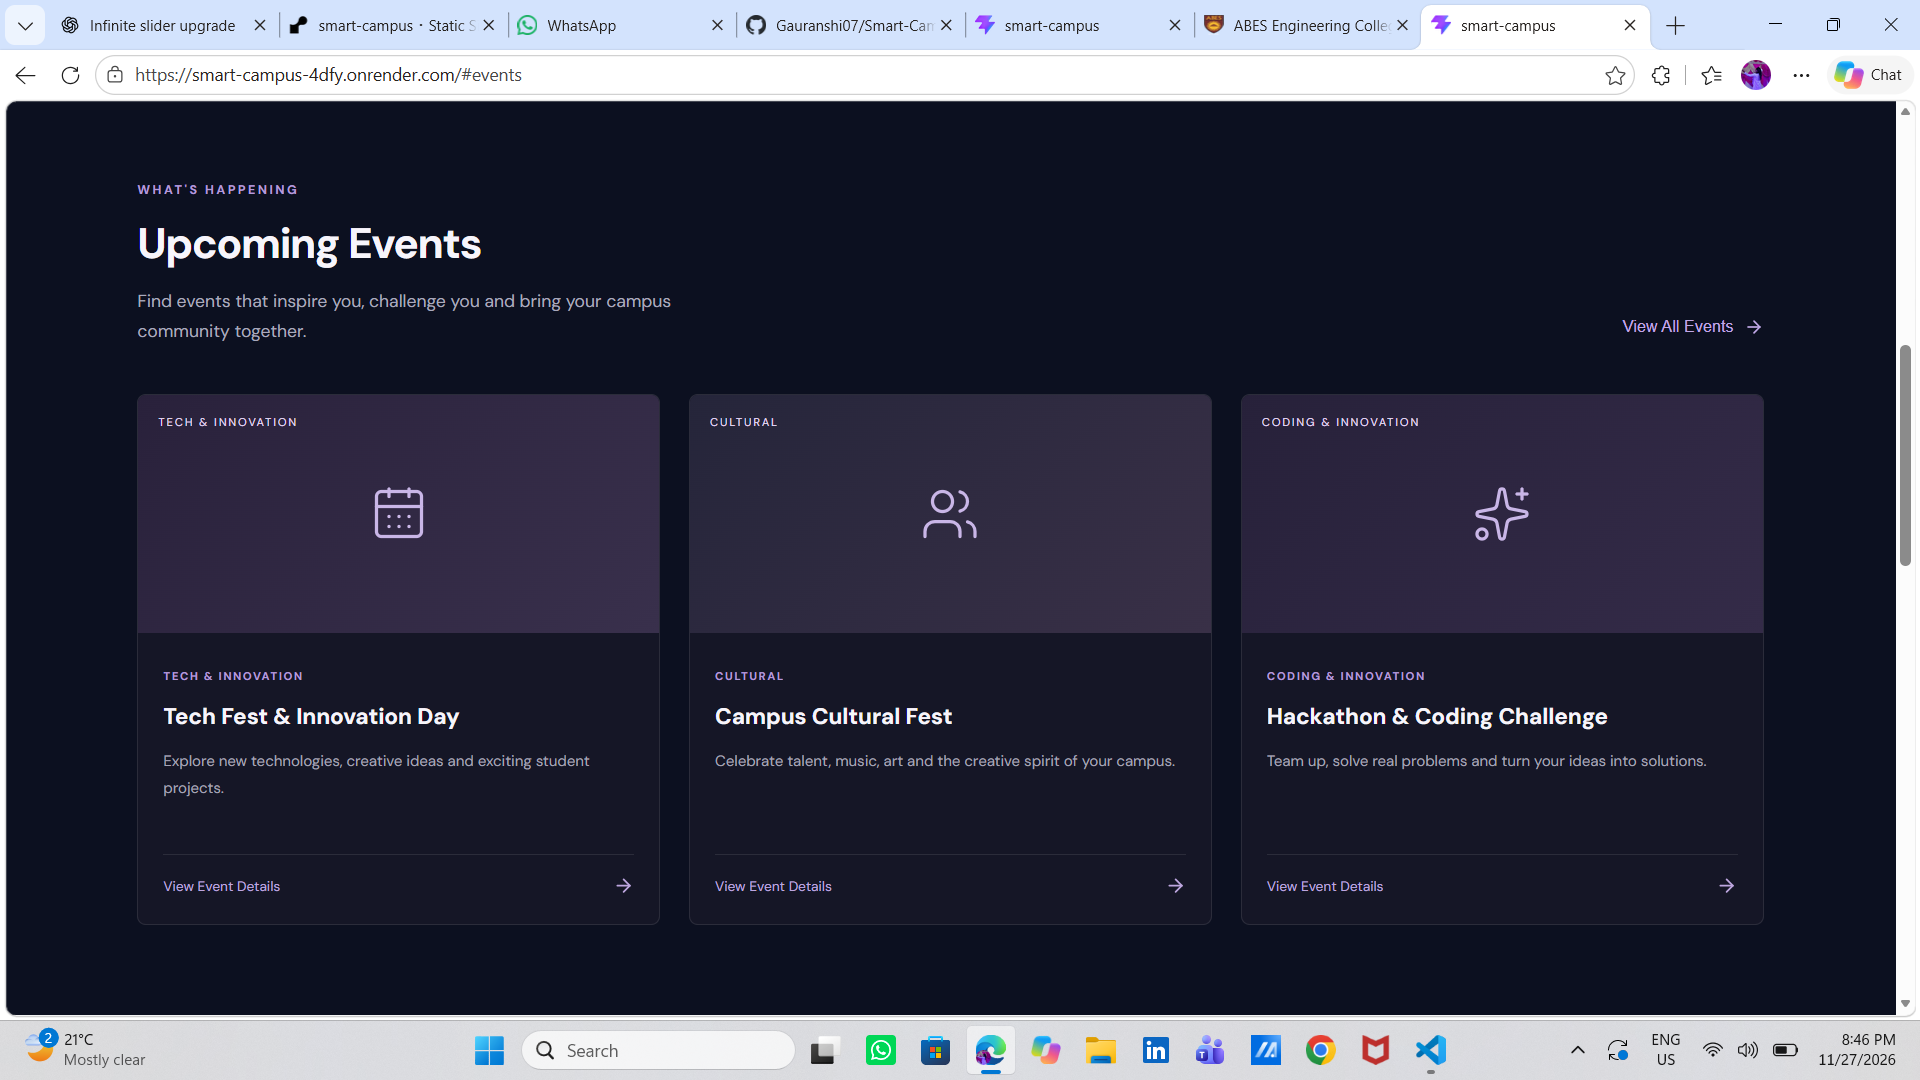 Infinite slider upgrade
smart-campus · Static S
WhatsApp
Gauranshi07/Smart-Cam
smart-campus
ABES Engineering Colleg
smart-campus
https://smart-campus-4dfy.onrender.com/#events
Chat
WHAT'S HAPPENING
Upcoming Events
Find events that inspire you, challenge you and bring your campus
community together.
View All Events
TECH & INNOVATION
CULTURAL
CODING & INNOVATION
TECH & INNOVATION
Tech Fest & Innovation Day
Explore new technologies, creative ideas and exciting student
projects.
View Event Details
CULTURAL
Campus Cultural Fest
Celebrate talent, music, art and the creative spirit of your campus.
View Event Details
CODING & INNOVATION
Hackathon & Coding Challenge
Team up, solve real problems and turn your ideas into solutions.
View Event Details
2
21°C
Mostly clear
Search
ENG
US
8:46 PM
11/27/2026